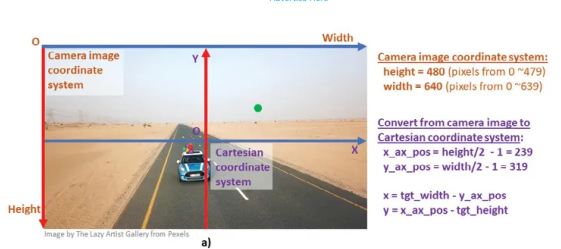 O
Width
Camera image
coordinate
system
Y
O
X
Cartesian
coordinate
system
Height
Image by The Lazy Artist Gallery from Pexels
a)
Camera image coordinate system:
height = 480 (pixels from 0 ~479)
width = 640 (pixels from 0 ~639)
Convert from camera image to
Cartesian coordinate system:
x_ax_pos = height/2 - 1 = 239
y_ax_pos = width/2 - 1 = 319
x = tgt_width - y_ax_pos
y = x_ax_pos - tgt_height